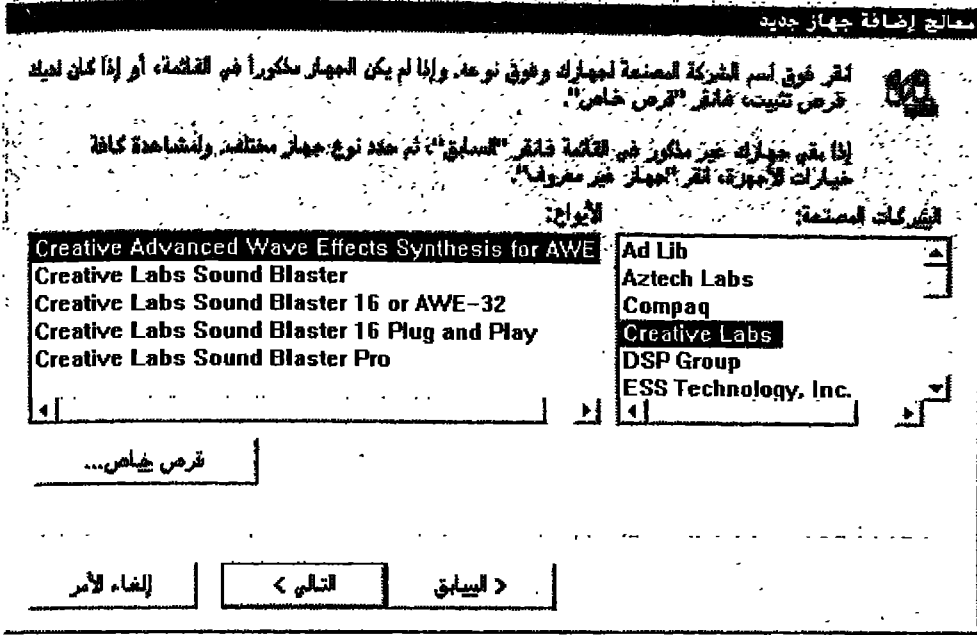 معالج إضافة جهاز جديد
أنقر فوق أسم الشركة المصنعة لجهازك وفوق نوعه. وإذا لم يكن الجهاز مذكوراً في القائمة، أو إذا كان لديك
قرص تثبيت، فانقر "قرص خاص".
إذا بقي جهازك غير مذكور في القائمة فانقر "السابق"، ثم حدد نوع جهاز مختلف. ولمشاهدة كافة
خيارات الأجهزة، انقر "جهاز غير معروف".
الشركات المصنعة:
الأنواع:
Ad Lib
Aztech Labs
Compaq
Creative Labs
DSP Group
ESS Technology, Inc.
Creative Advanced Wave Effects Synthesis for AWE
Creative Labs Sound Blaster
Creative Labs Sound Blaster 16 or AWE-32
Creative Labs Sound Blaster 16 Plug and Play
Creative Labs Sound Blaster Pro
قرص خاص...
< السابق
التالي >
إلغاء الأمر